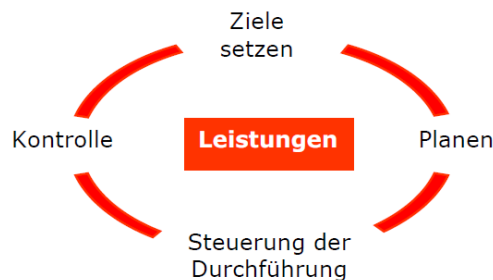 Ziele
setzen
Kontrolle
Leistungen
Planen
Steuerung der
Durchführung